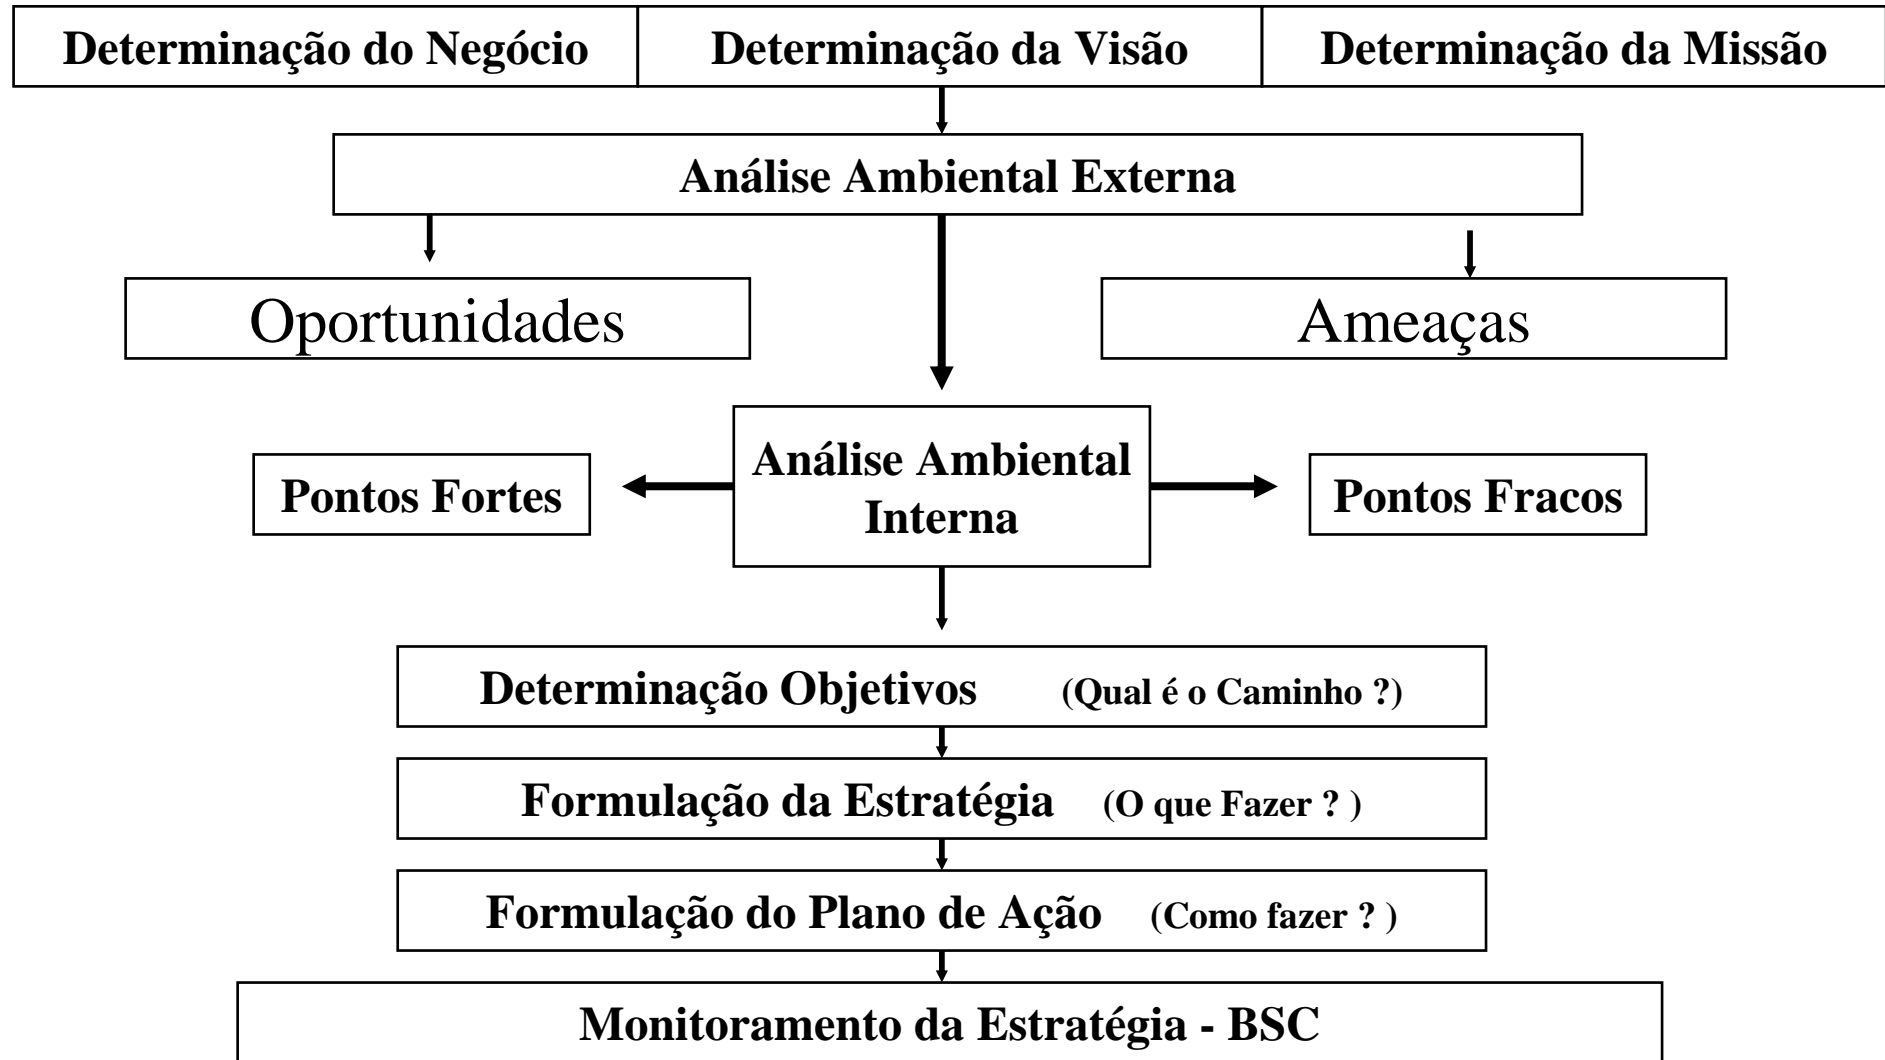 Determinação do Negócio
Determinação da Visão
Determinação da Missão
Análise Ambiental Externa
Oportunidades
Ameaças
Análise Ambiental
Interna
Pontos Fortes
Pontos Fracos
Determinação Objetivos (Qual é o Caminho ?)
Formulação da Estratégia (O que Fazer ? )
Formulação do Plano de Ação (Como fazer ? )
Monitoramento da Estratégia - BSC